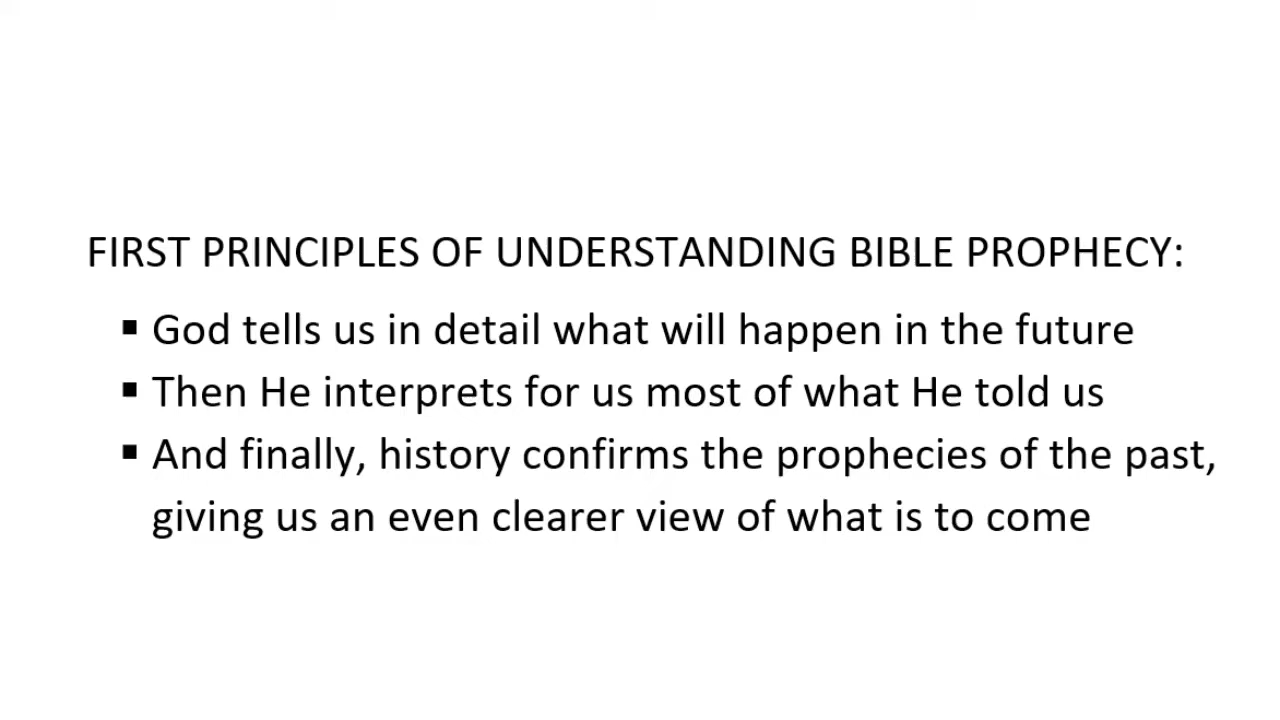 FIRST PRINCIPLES OF UNDERSTANDING BIBLE PROPHECY:
▪ God tells us in detail what will happen in the future
▪ Then He interprets for us most of what He told us
▪ And finally, history confirms the prophecies of the past,
giving us an even clearer view of what is to come